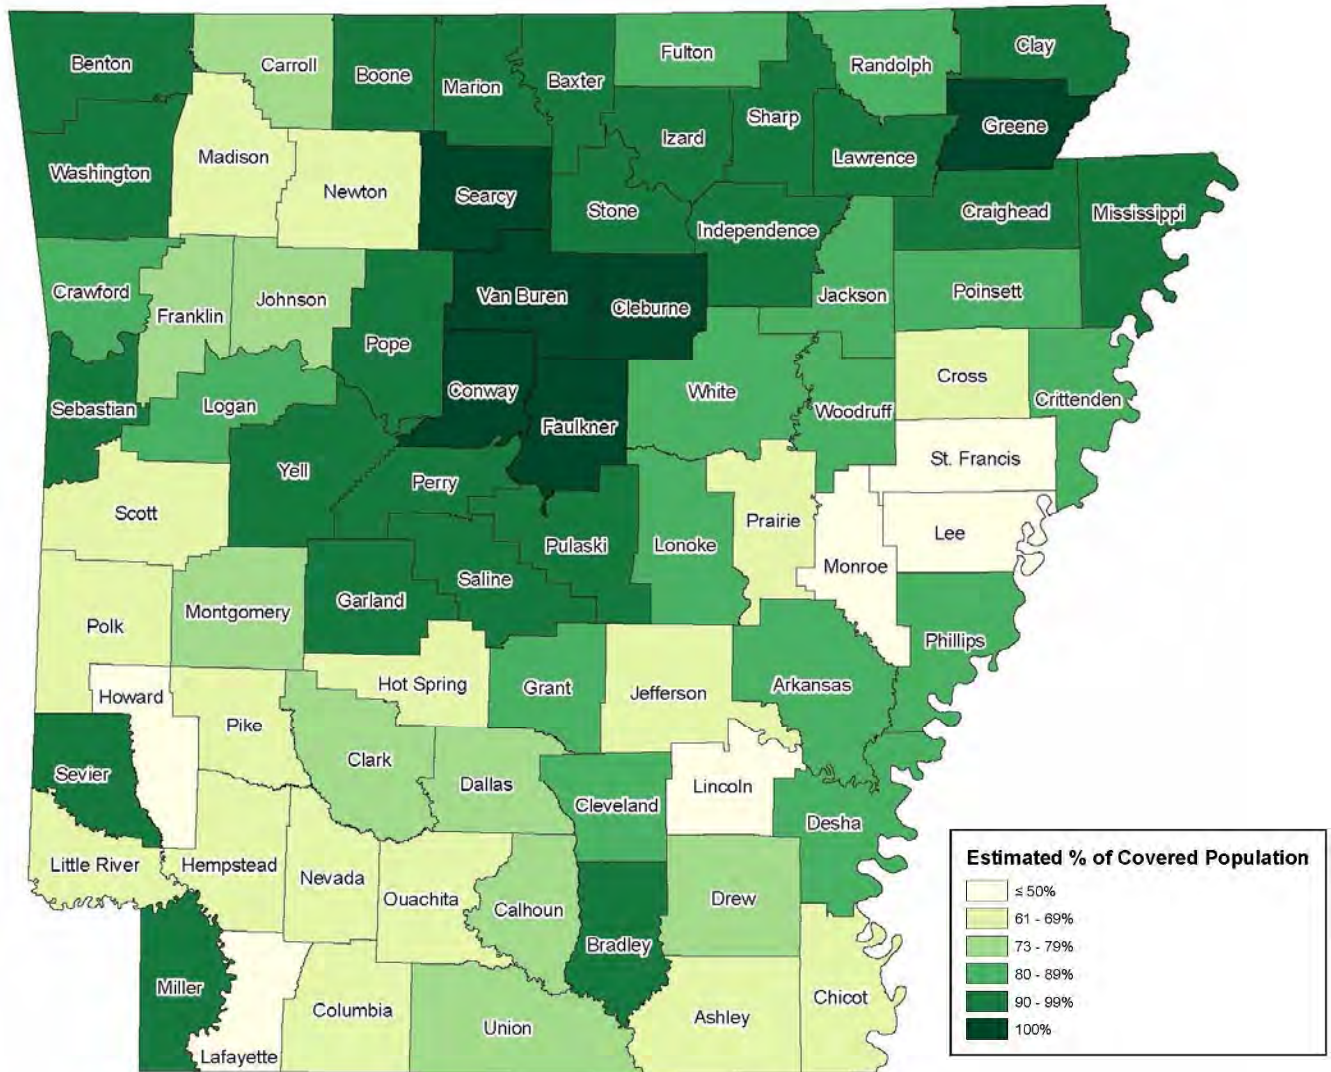 Benton
Carroll
Boone
Marion
Baxter
Fulton
Randolph
Clay
Washington
Madison
Newton
Searcy
Stone
Izard
Sharp
Lawrence
Greene
Independence
Craighead
Mississippi
Crawford
Franklin
Johnson
Pope
Van Buren
Cleburne
Jackson
Poinsett
Sebastian
Logan
Conway
Faulkner
White
Woodruff
Cross
Crittenden
Yell
Perry
St. Francis
Scott
Pulaski
Lonoke
Prairie
Monroe
Lee
Polk
Montgomery
Garland
Saline
Phillips
Howard
Hot Spring
Grant
Jefferson
Arkansas
Pike
Clark
Sevier
Dallas
Cleveland
Lincoln
Desha
Little River
Hempstead
Nevada
Ouachita
Calhoun
Drew
Bradley
Miller
Lafayette
Columbia
Union
Ashley
Chicot
Estimated % of Covered Population
≤ 50%
61 - 69%
73 - 79%
80 - 89%
90 - 99%
100%